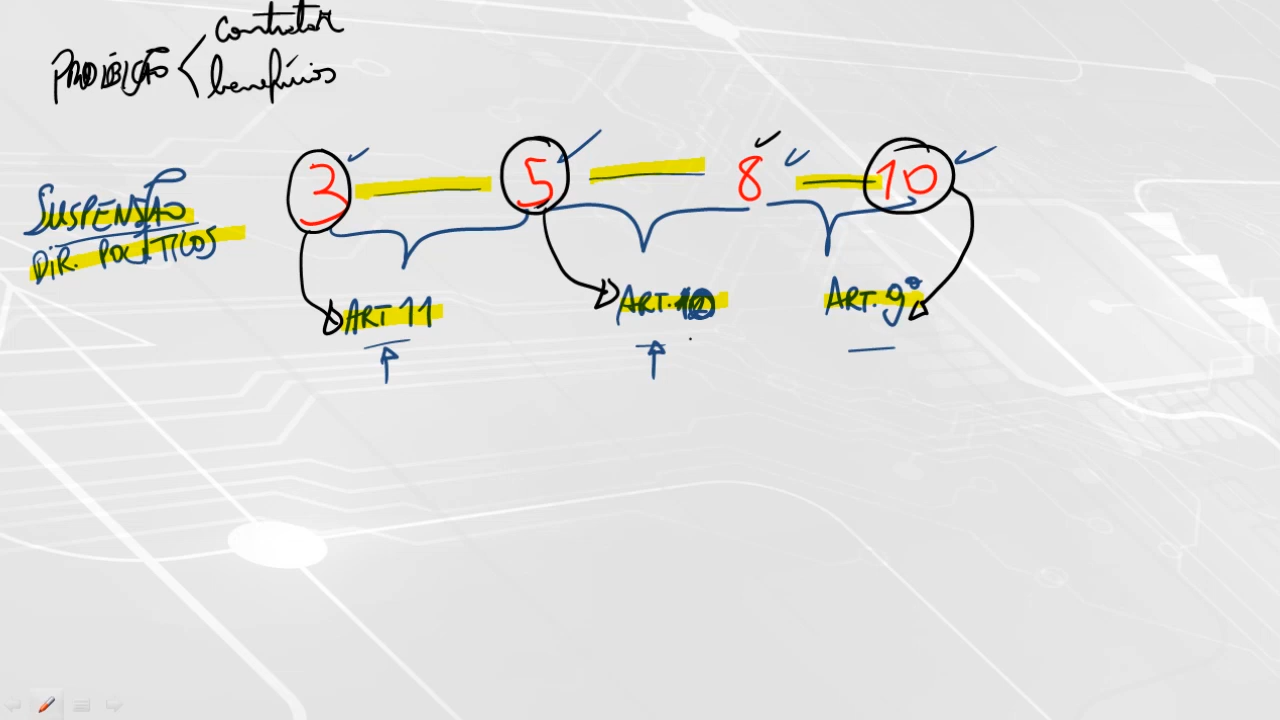 contratar
PROIBIÇÃO
benefícios
3 5 8 10
SUSPENSÃO
DIR. POLÍTICOS
ART 11 ART. 10 ART. 9º